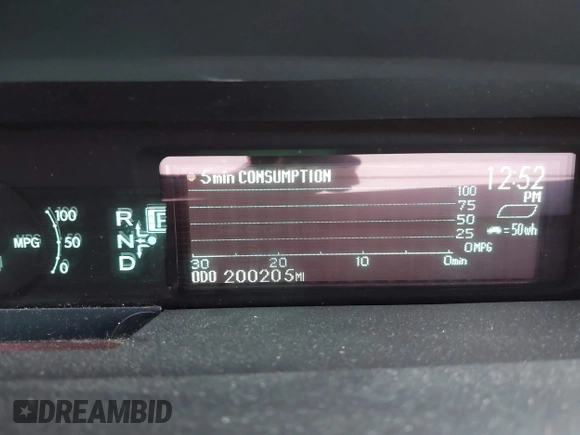 5min CONSUMPTION
12:52
PM
100
75
50
= 50wh
25
0MPG
30 20 10 0min
ODO 200205MI
MPG
100
50
0
R
N
D
DREAMBID